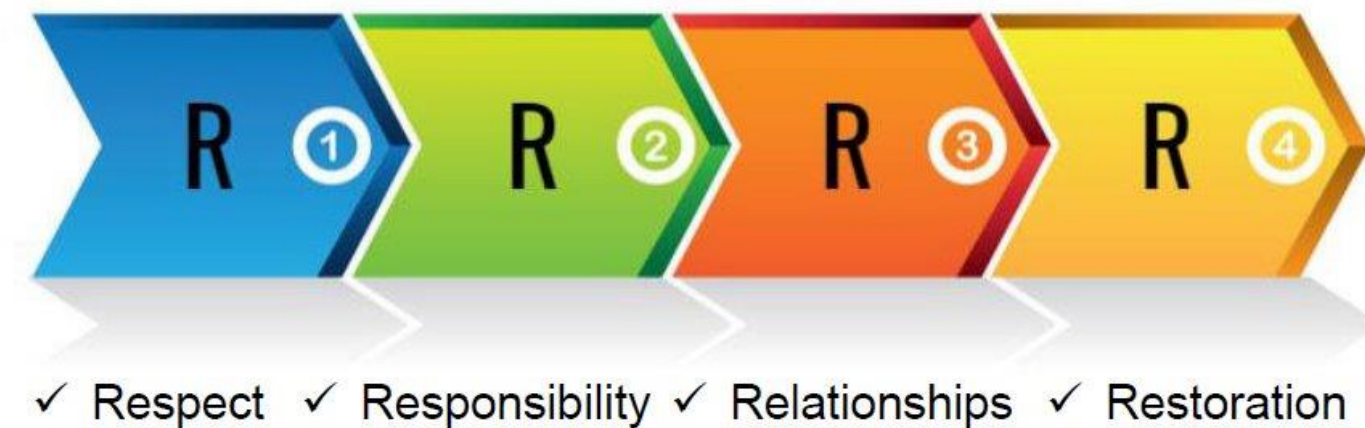 R 1 R 2 R 3 R 4
✓ Respect ✓ Responsibility ✓ Relationships ✓ Restoration